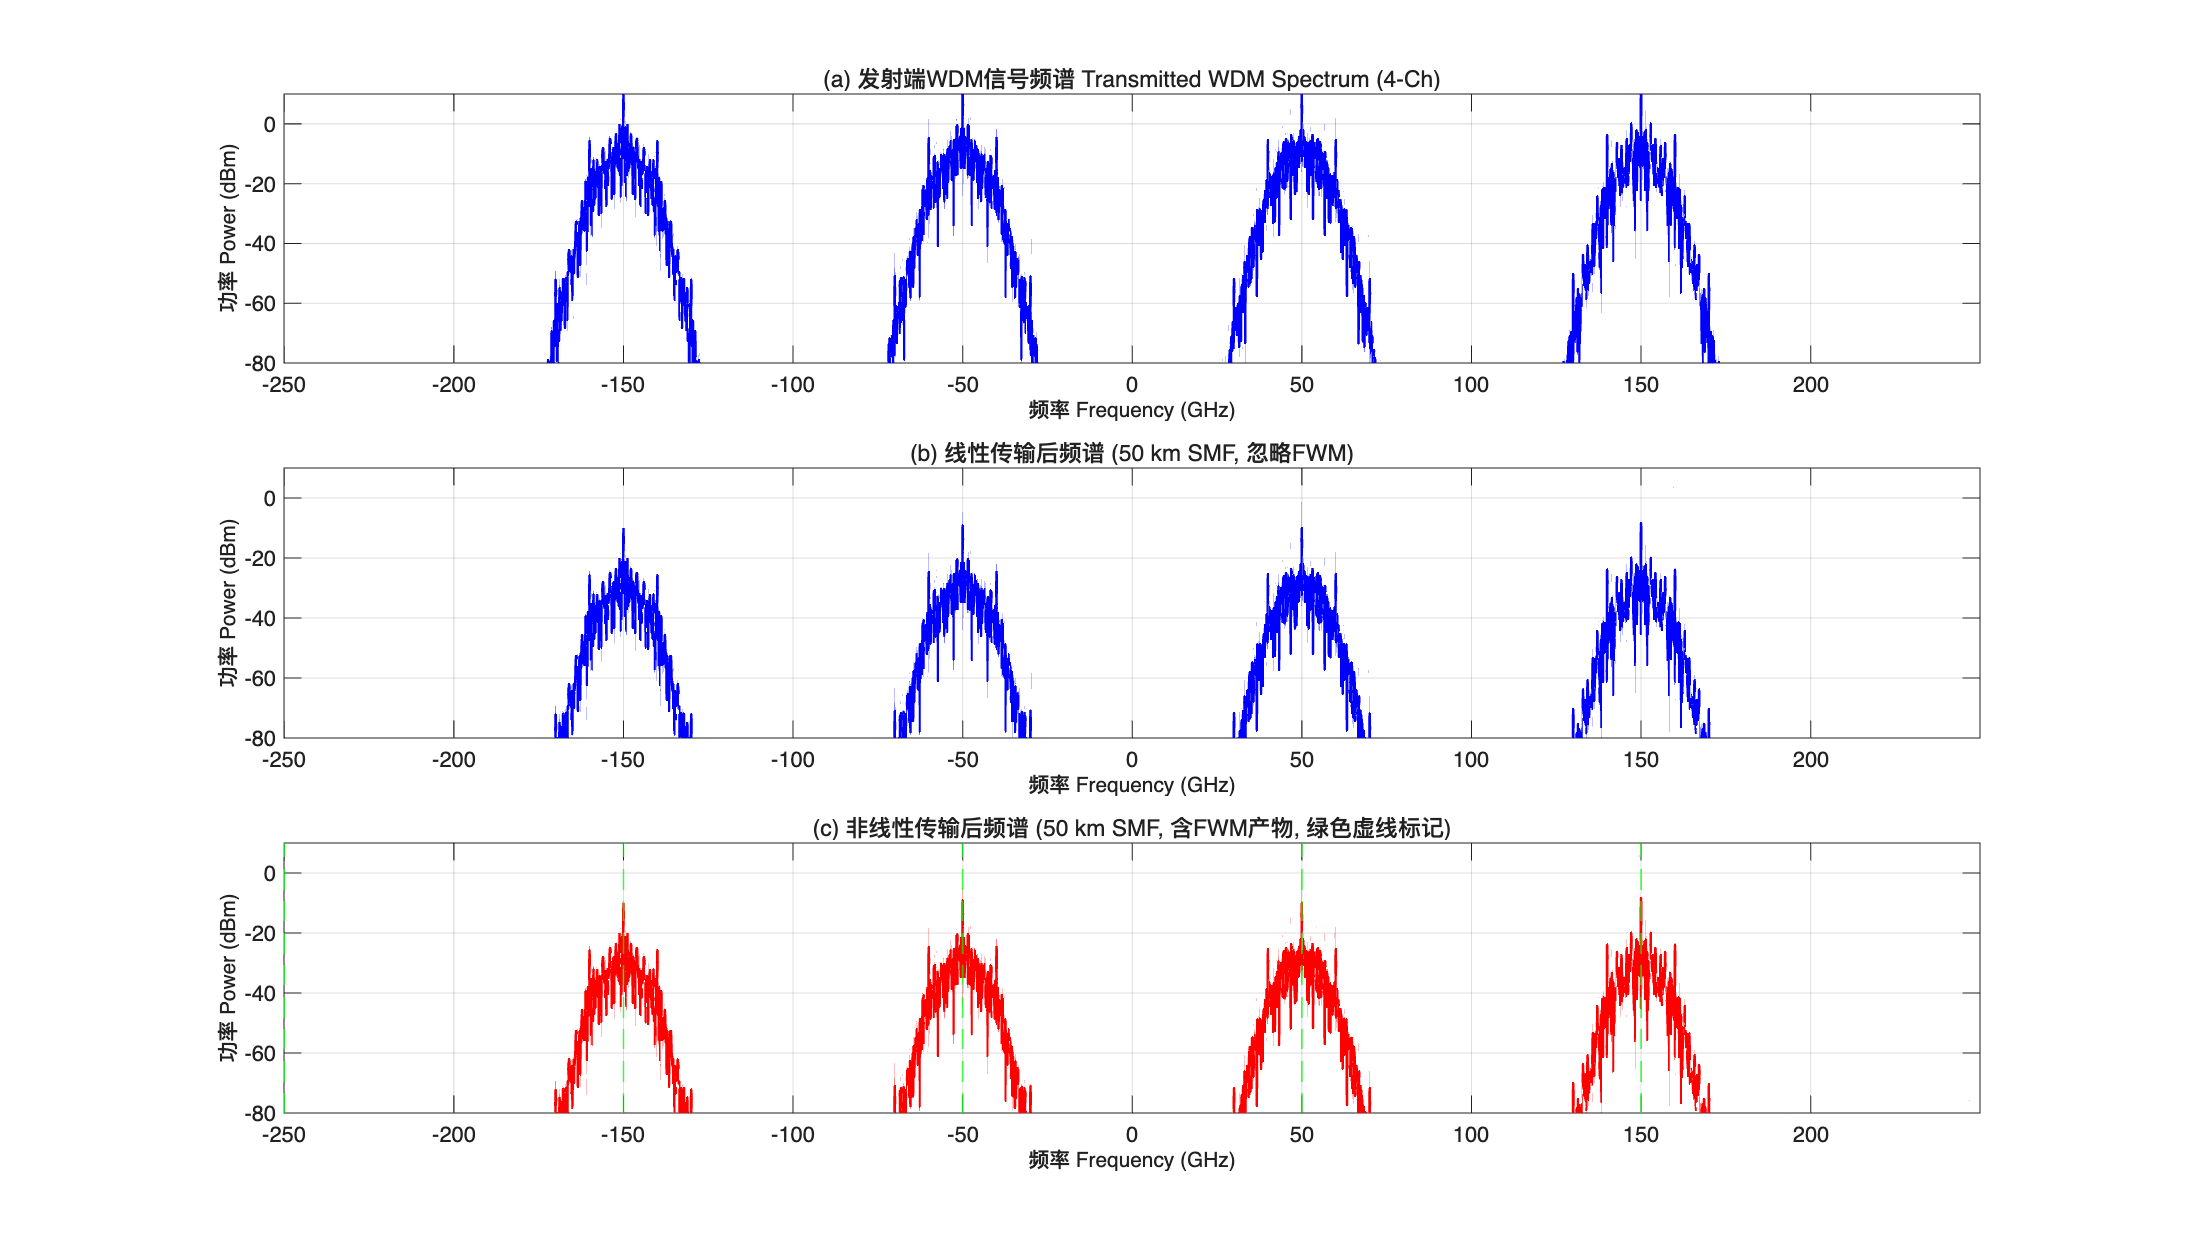 (a) 发射端WDM信号频谱 Transmitted WDM Spectrum (4-Ch)
功率 Power (dBm)
0
-20
-40
-60
-80
-250 -200 -150 -100 -50 0 50 100 150 200
频率 Frequency (GHz)
(b) 线性传输后频谱 (50 km SMF, 忽略FWM)
功率 Power (dBm)
0
-20
-40
-60
-80
-250 -200 -150 -100 -50 0 50 100 150 200
频率 Frequency (GHz)
(c) 非线性传输后频谱 (50 km SMF, 含FWM产物, 绿色虚线标记)
功率 Power (dBm)
0
-20
-40
-60
-80
-250 -200 -150 -100 -50 0 50 100 150 200
频率 Frequency (GHz)